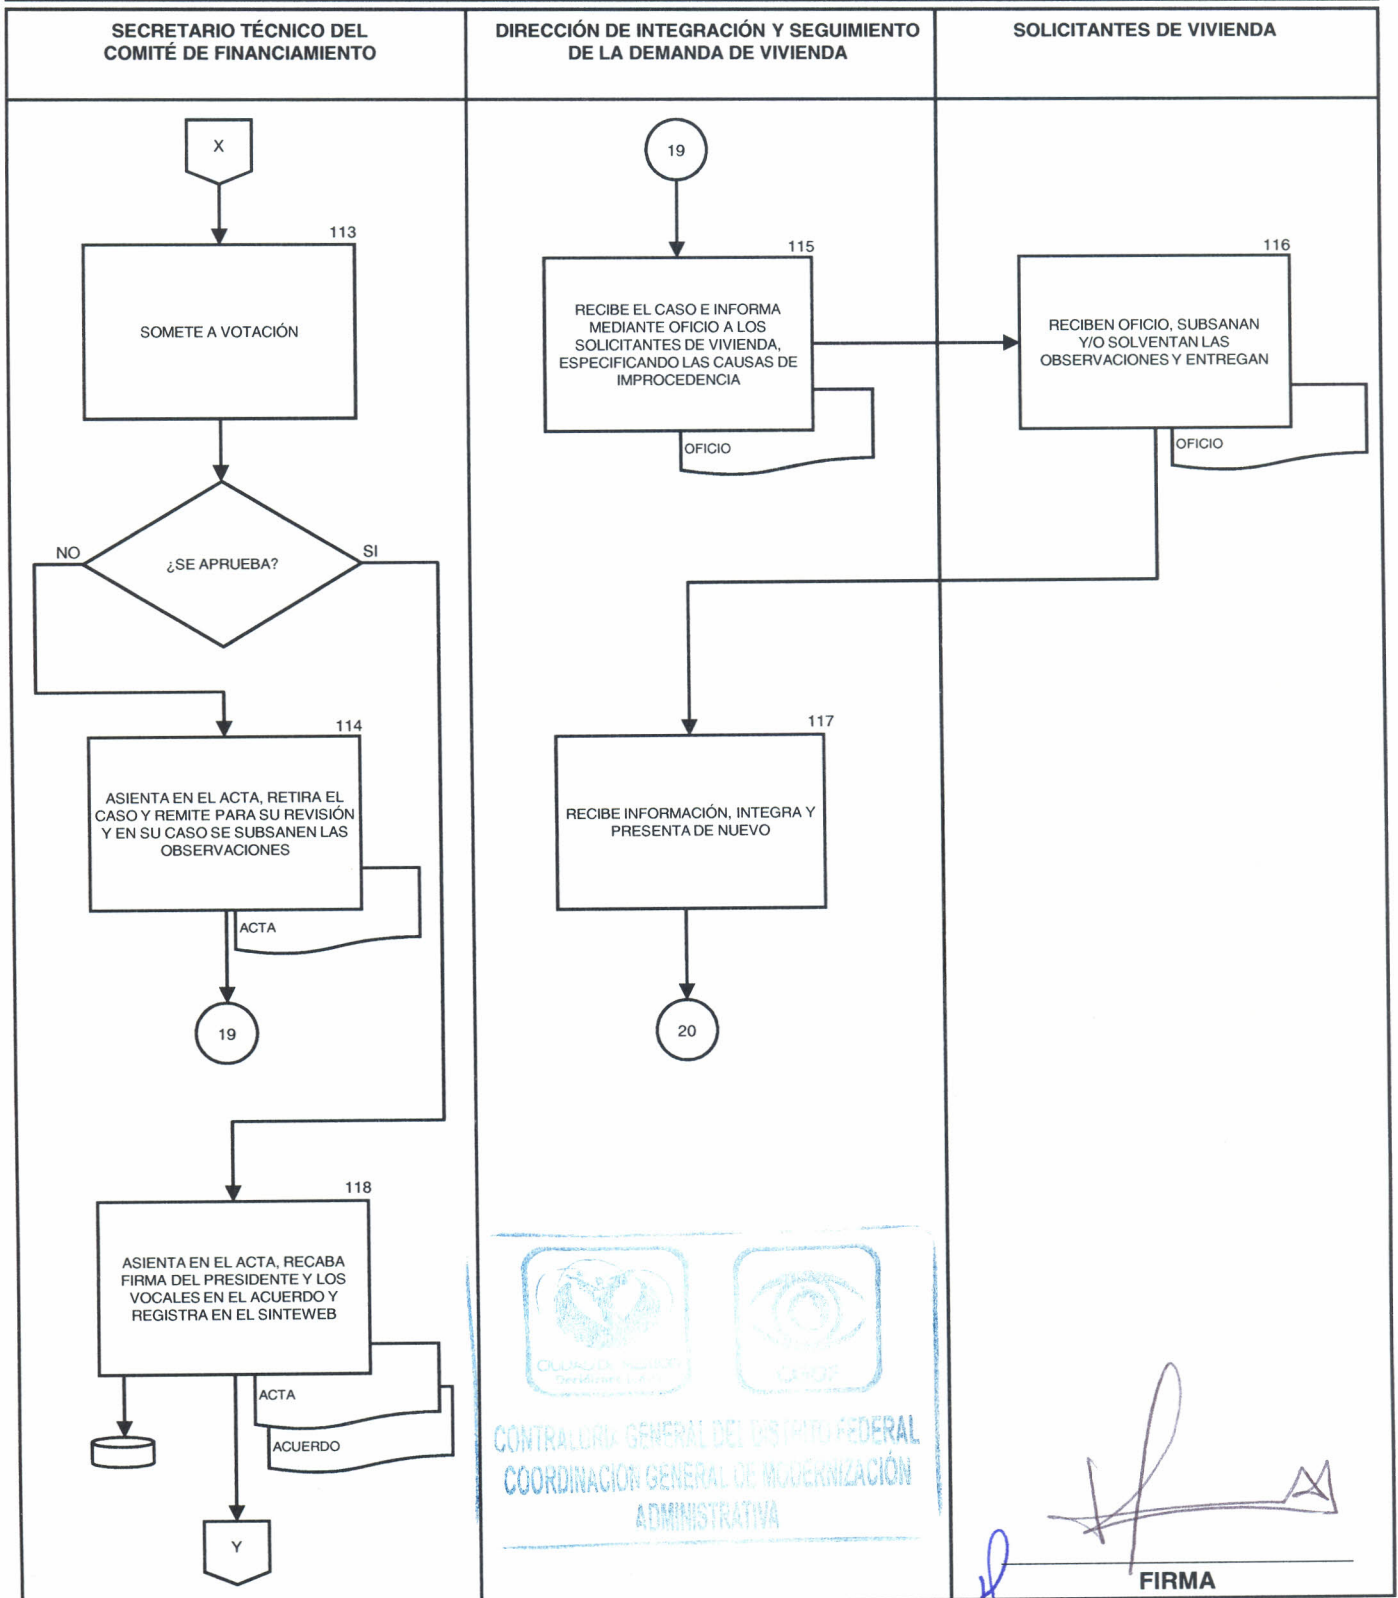 SECRETARIO TÉCNICO DEL
COMITÉ DE FINANCIAMIENTO
DIRECCIÓN DE INTEGRACIÓN Y SEGUIMIENTO
DE LA DEMANDA DE VIVIENDA
SOLICITANTES DE VIVIENDA
X
113
SOMETE A VOTACIÓN
¿SE APRUEBA?
NO
SI
114
ASIENTA EN EL ACTA, RETIRA EL
CASO Y REMITE PARA SU REVISIÓN
Y EN SU CASO SE SUBSANEN LAS
OBSERVACIONES
ACTA
19
118
ASIENTA EN EL ACTA, RECABA
FIRMA DEL PRESIDENTE Y LOS
VOCALES EN EL ACUERDO Y
REGISTRA EN EL SINTEWEB
ACTA
ACUERDO
Y
19
115
RECIBE EL CASO E INFORMA
MEDIANTE OFICIO A LOS
SOLICITANTES DE VIVIENDA,
ESPECIFICANDO LAS CAUSAS DE
IMPROCEDENCIA
OFICIO
117
RECIBE INFORMACIÓN, INTEGRA Y
PRESENTA DE NUEVO
20
CONTRALORÍA GENERAL DEL DISTRITO FEDERAL
COORDINACIÓN GENERAL DE MODERNIZACIÓN
ADMINISTRATIVA
116
RECIBEN OFICIO, SUBSANAN
Y/O SOLVENTAN LAS
OBSERVACIONES Y ENTREGAN
OFICIO
FIRMA